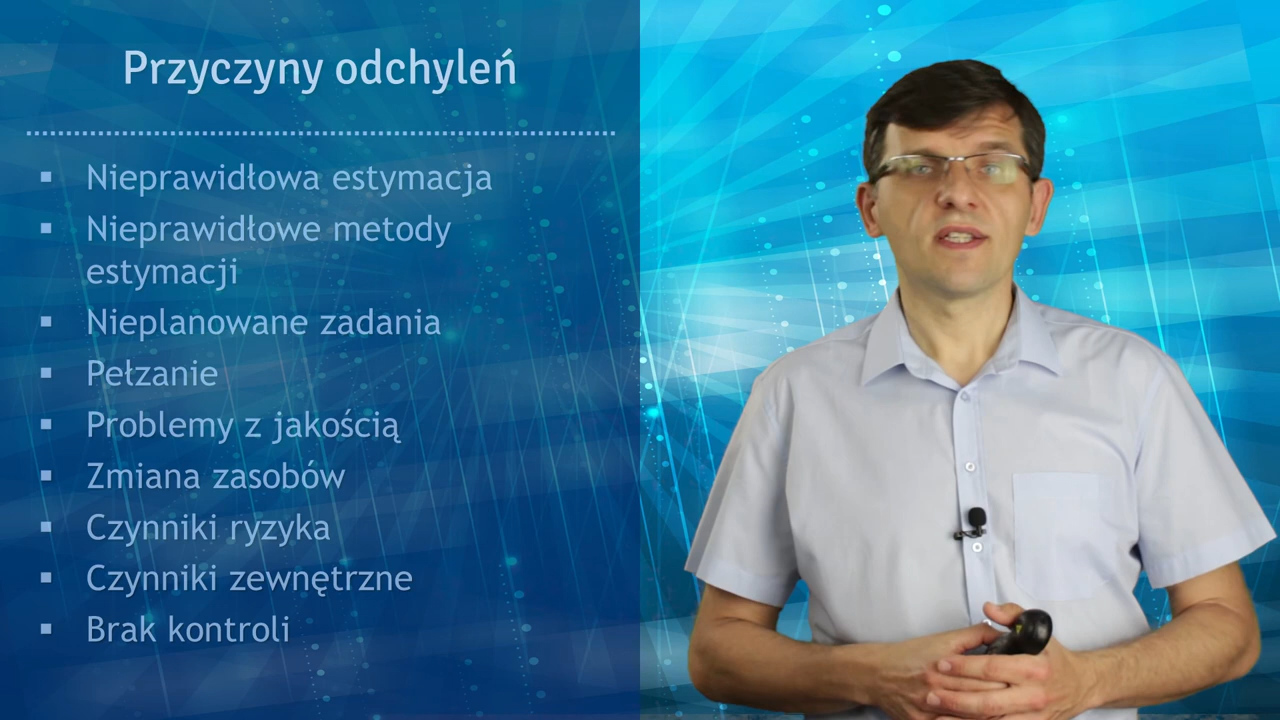 Przyczyny odchyleń
Nieprawidłowa estymacja
Nieprawidłowe metody
estymacji
Nieplanowane zadania
Pełzanie
Problemy z jakością
Zmiana zasobów
Czynniki ryzyka
Czynniki zewnętrzne
Brak kontroli